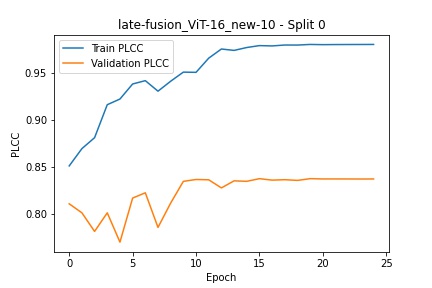 late-fusion_ViT-16_new-10 - Split 0
Train PLCC
Validation PLCC
0.95
0.90
0.85
0.80
PLCC
0 5 10 15 20 25
Epoch